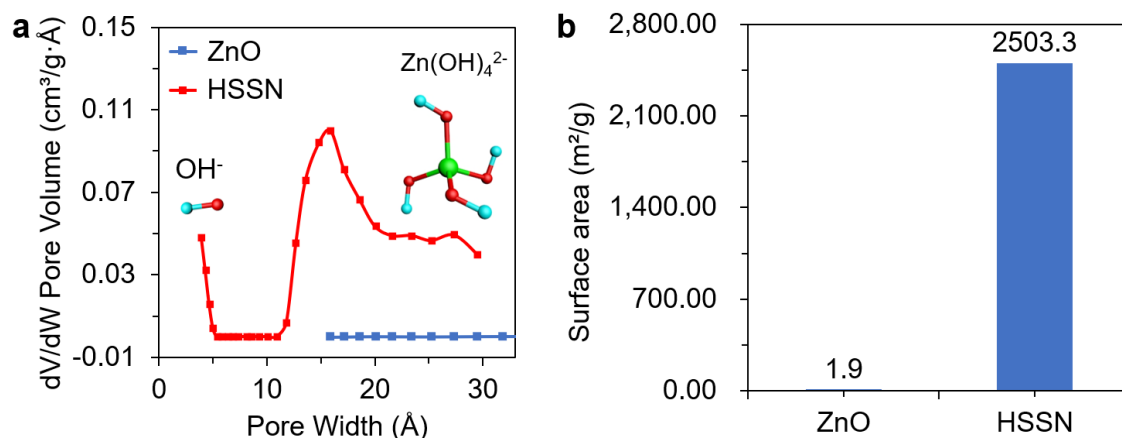 a
dV/dW Pore Volume (cm³/g·Å)
0.15
0.11
0.07
0.03
-0.01
ZnO
HSSN
OH⁻
Zn(OH)₄²⁻
0
10
20
30
Pore Width (Å)
b
Surface area (m²/g)
2,800.00
2,100.00
1,400.00
700.00
0.00
1.9
2503.3
ZnO
HSSN